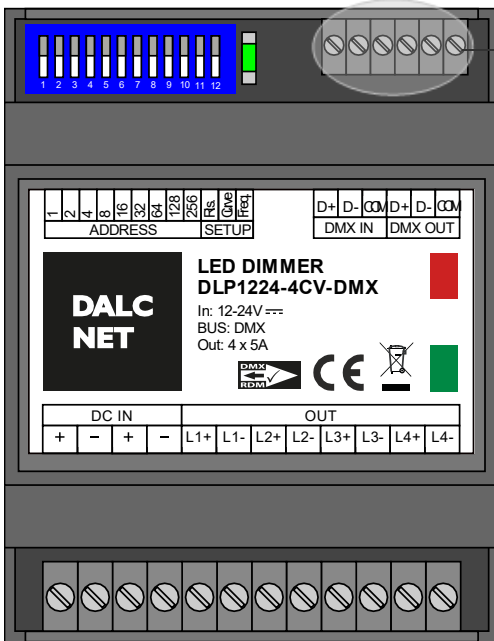 1 2 3 4 5 6 7 8 9 10 11 12
1 2 4 8 16 32 64 128 256 Ris. Curve Freq.
ADDRESS SETUP
D+ D- COM D+ D- COM
DMX IN DMX OUT
DALC
NET
LED DIMMER
DLP1224-4CV-DMX
In: 12-24V
BUS: DMX
Out: 4 x 5A
DMX
RDM
CE
DC IN OUT
+ - + - L1+ L1- L2+ L2- L3+ L3- L4+ L4-